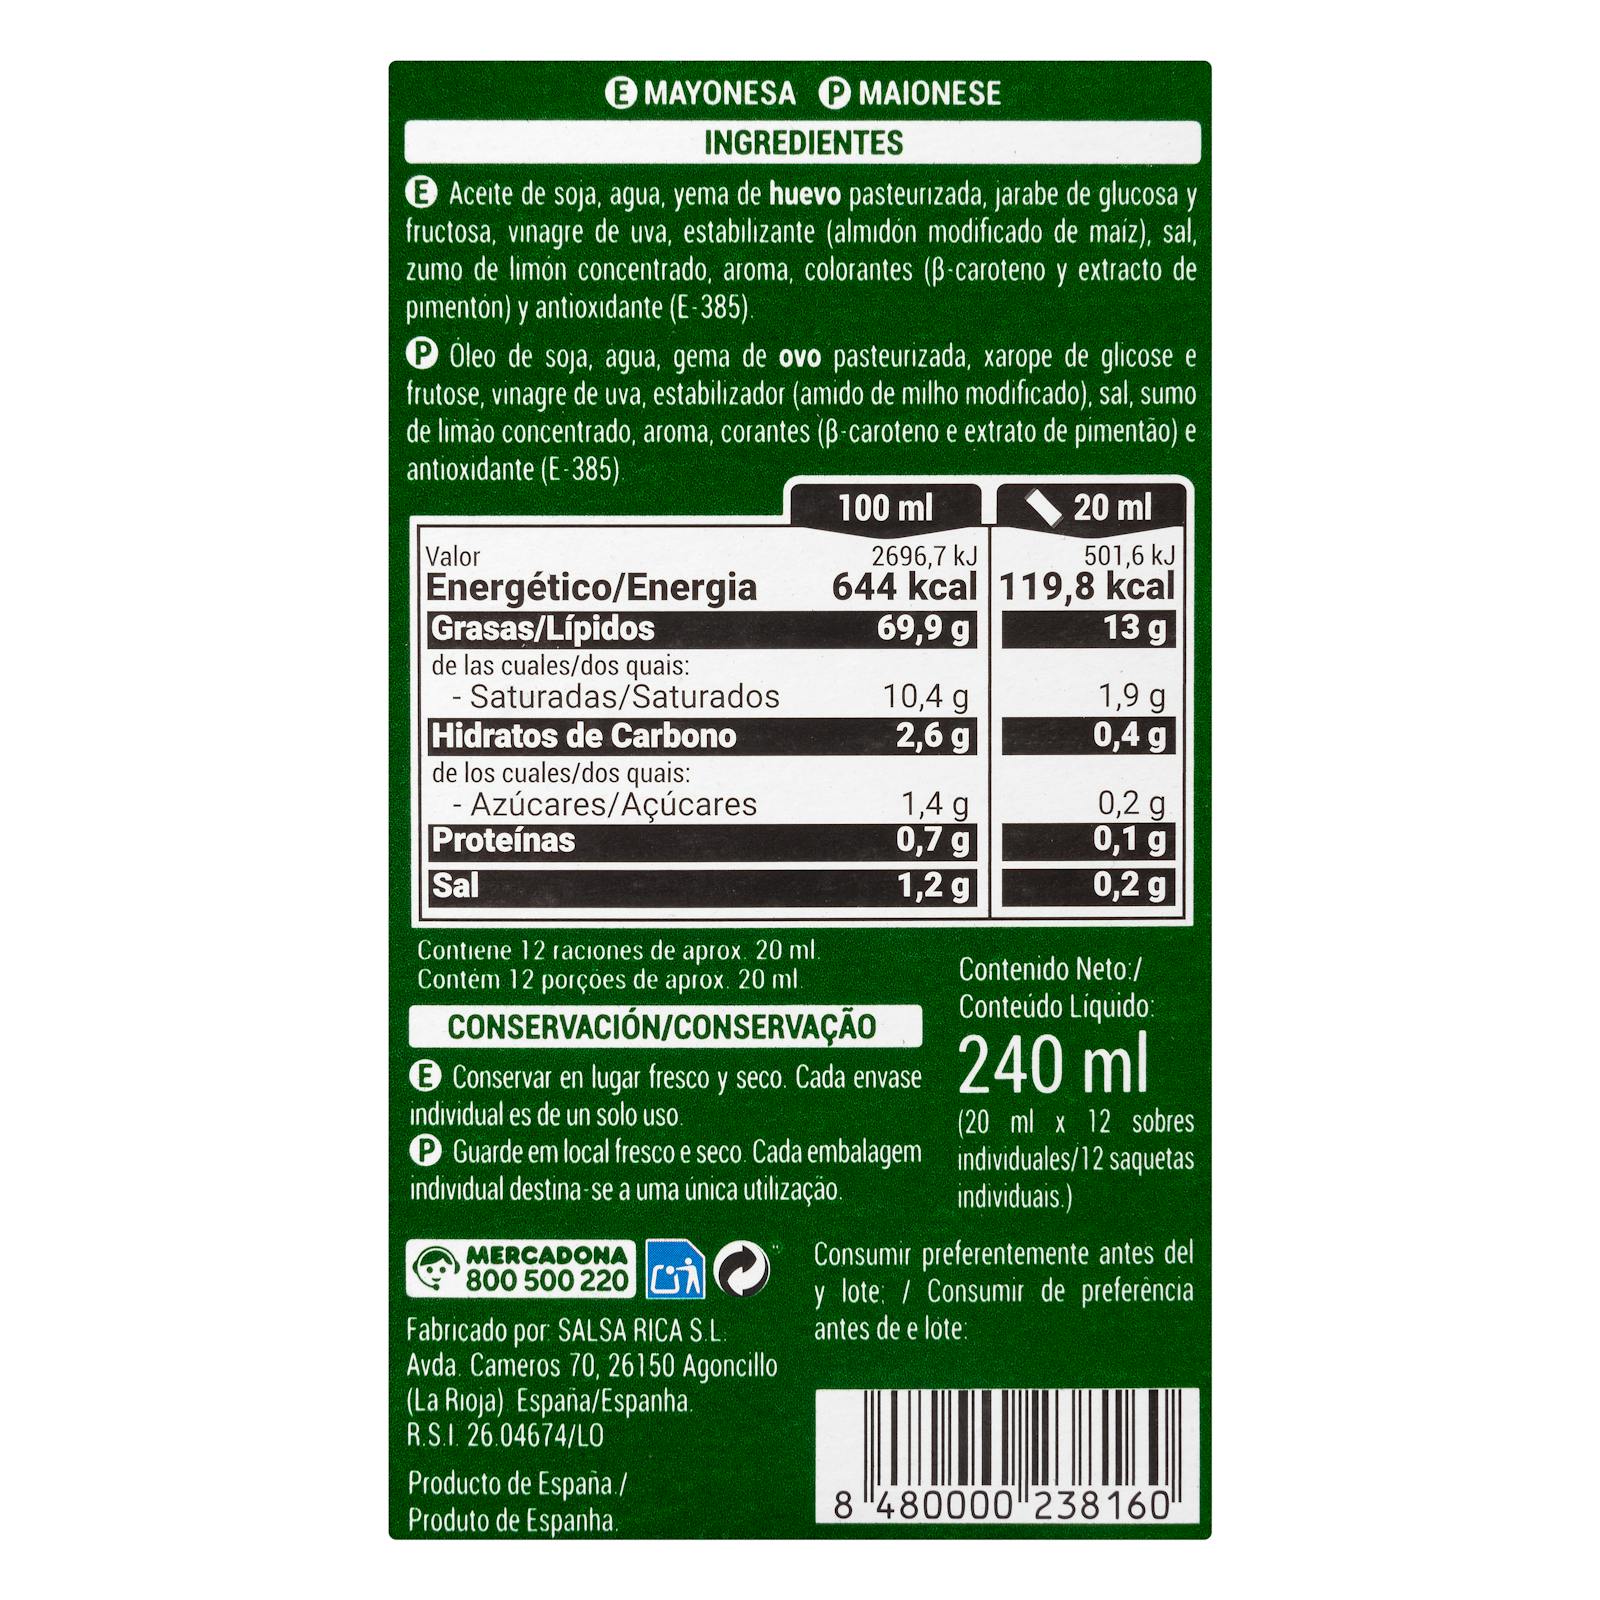 E MAYONESA P MAIONESE
INGREDIENTES
E Aceite de soja, agua, yema de huevo pasteurizada, jarabe de glucosa y
fructosa, vinagre de uva, estabilizante (almidón modificado de maíz), sal,
zumo de limón concentrado, aroma, colorantes (β-caroteno y extracto de
pimentón) y antioxidante (E-385).
P Óleo de soja, água, gema de ovo pasteurizada, xarope de glicose e
frutose, vinagre de uva, estabilizador (amido de milho modificado), sal, sumo
de limão concentrado, aroma, corantes (β-caroteno e extrato de pimentão) e
antioxidante (E-385)
100 ml 20 ml
Valor 2696,7 kJ 501,6 kJ
Energético/Energia 644 kcal 119,8 kcal
Grasas/Lípidos 69,9 g 13 g
de las cuales/dos quais:
- Saturadas/Saturados 10,4 g 1,9 g
Hidratos de Carbono 2,6 g 0,4 g
de los cuales/dos quais:
- Azúcares/Açúcares 1,4 g 0,2 g
Proteínas 0,7 g 0,1 g
Sal 1,2 g 0,2 g
Contiene 12 raciones de aprox. 20 ml.
Contém 12 porções de aprox. 20 ml.
CONSERVACIÓN/CONSERVAÇÃO
E Conservar en lugar fresco y seco. Cada envase
individual es de un solo uso.
P Guarde em local fresco e seco. Cada embalagem
individual destina-se a uma única utilização.
Contenido Neto:/
Conteúdo Líquido:
240 ml
(20 ml x 12 sobres
individuales/12 saquetas
individuais.)
MERCADONA
800 500 220
Fabricado por: SALSA RICA S.L.
Avda. Cameros 70, 26150 Agoncillo
(La Rioja). España/Espanha.
R.S.I. 26.04674/LO
Producto de España./
Produto de Espanha.
Consumir preferentemente antes del
y lote: / Consumir de preferência
antes de e lote:
8 480000 238160